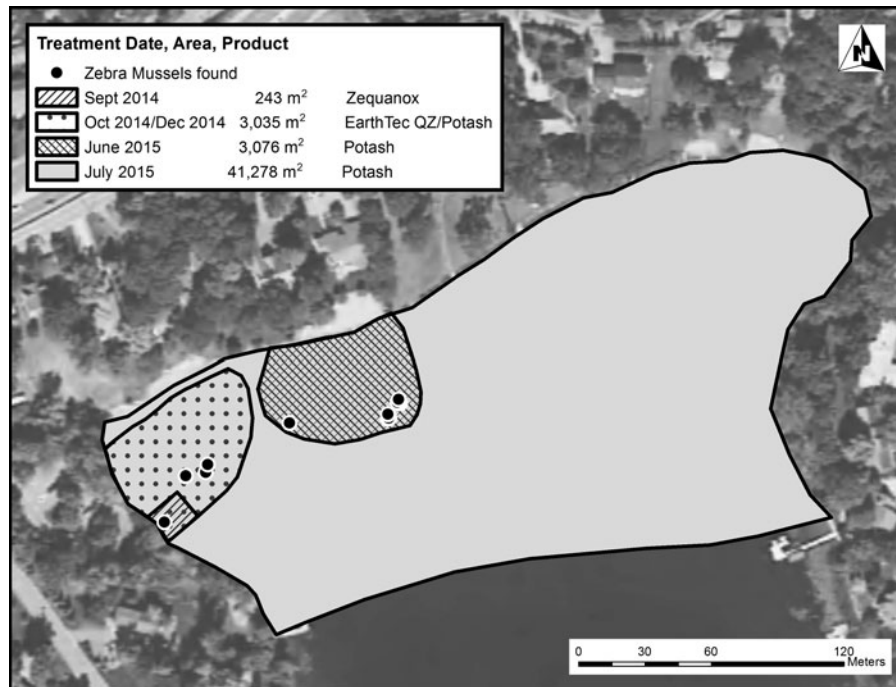 Treatment Date, Area, Product
Zebra Mussels found
Sept 2014 243 m² Zequanox
Oct 2014/Dec 2014 3,035 m² EarthTec QZ/Potash
June 2015 3,076 m² Potash
July 2015 41,278 m² Potash
N
0 30 60 120
Meters